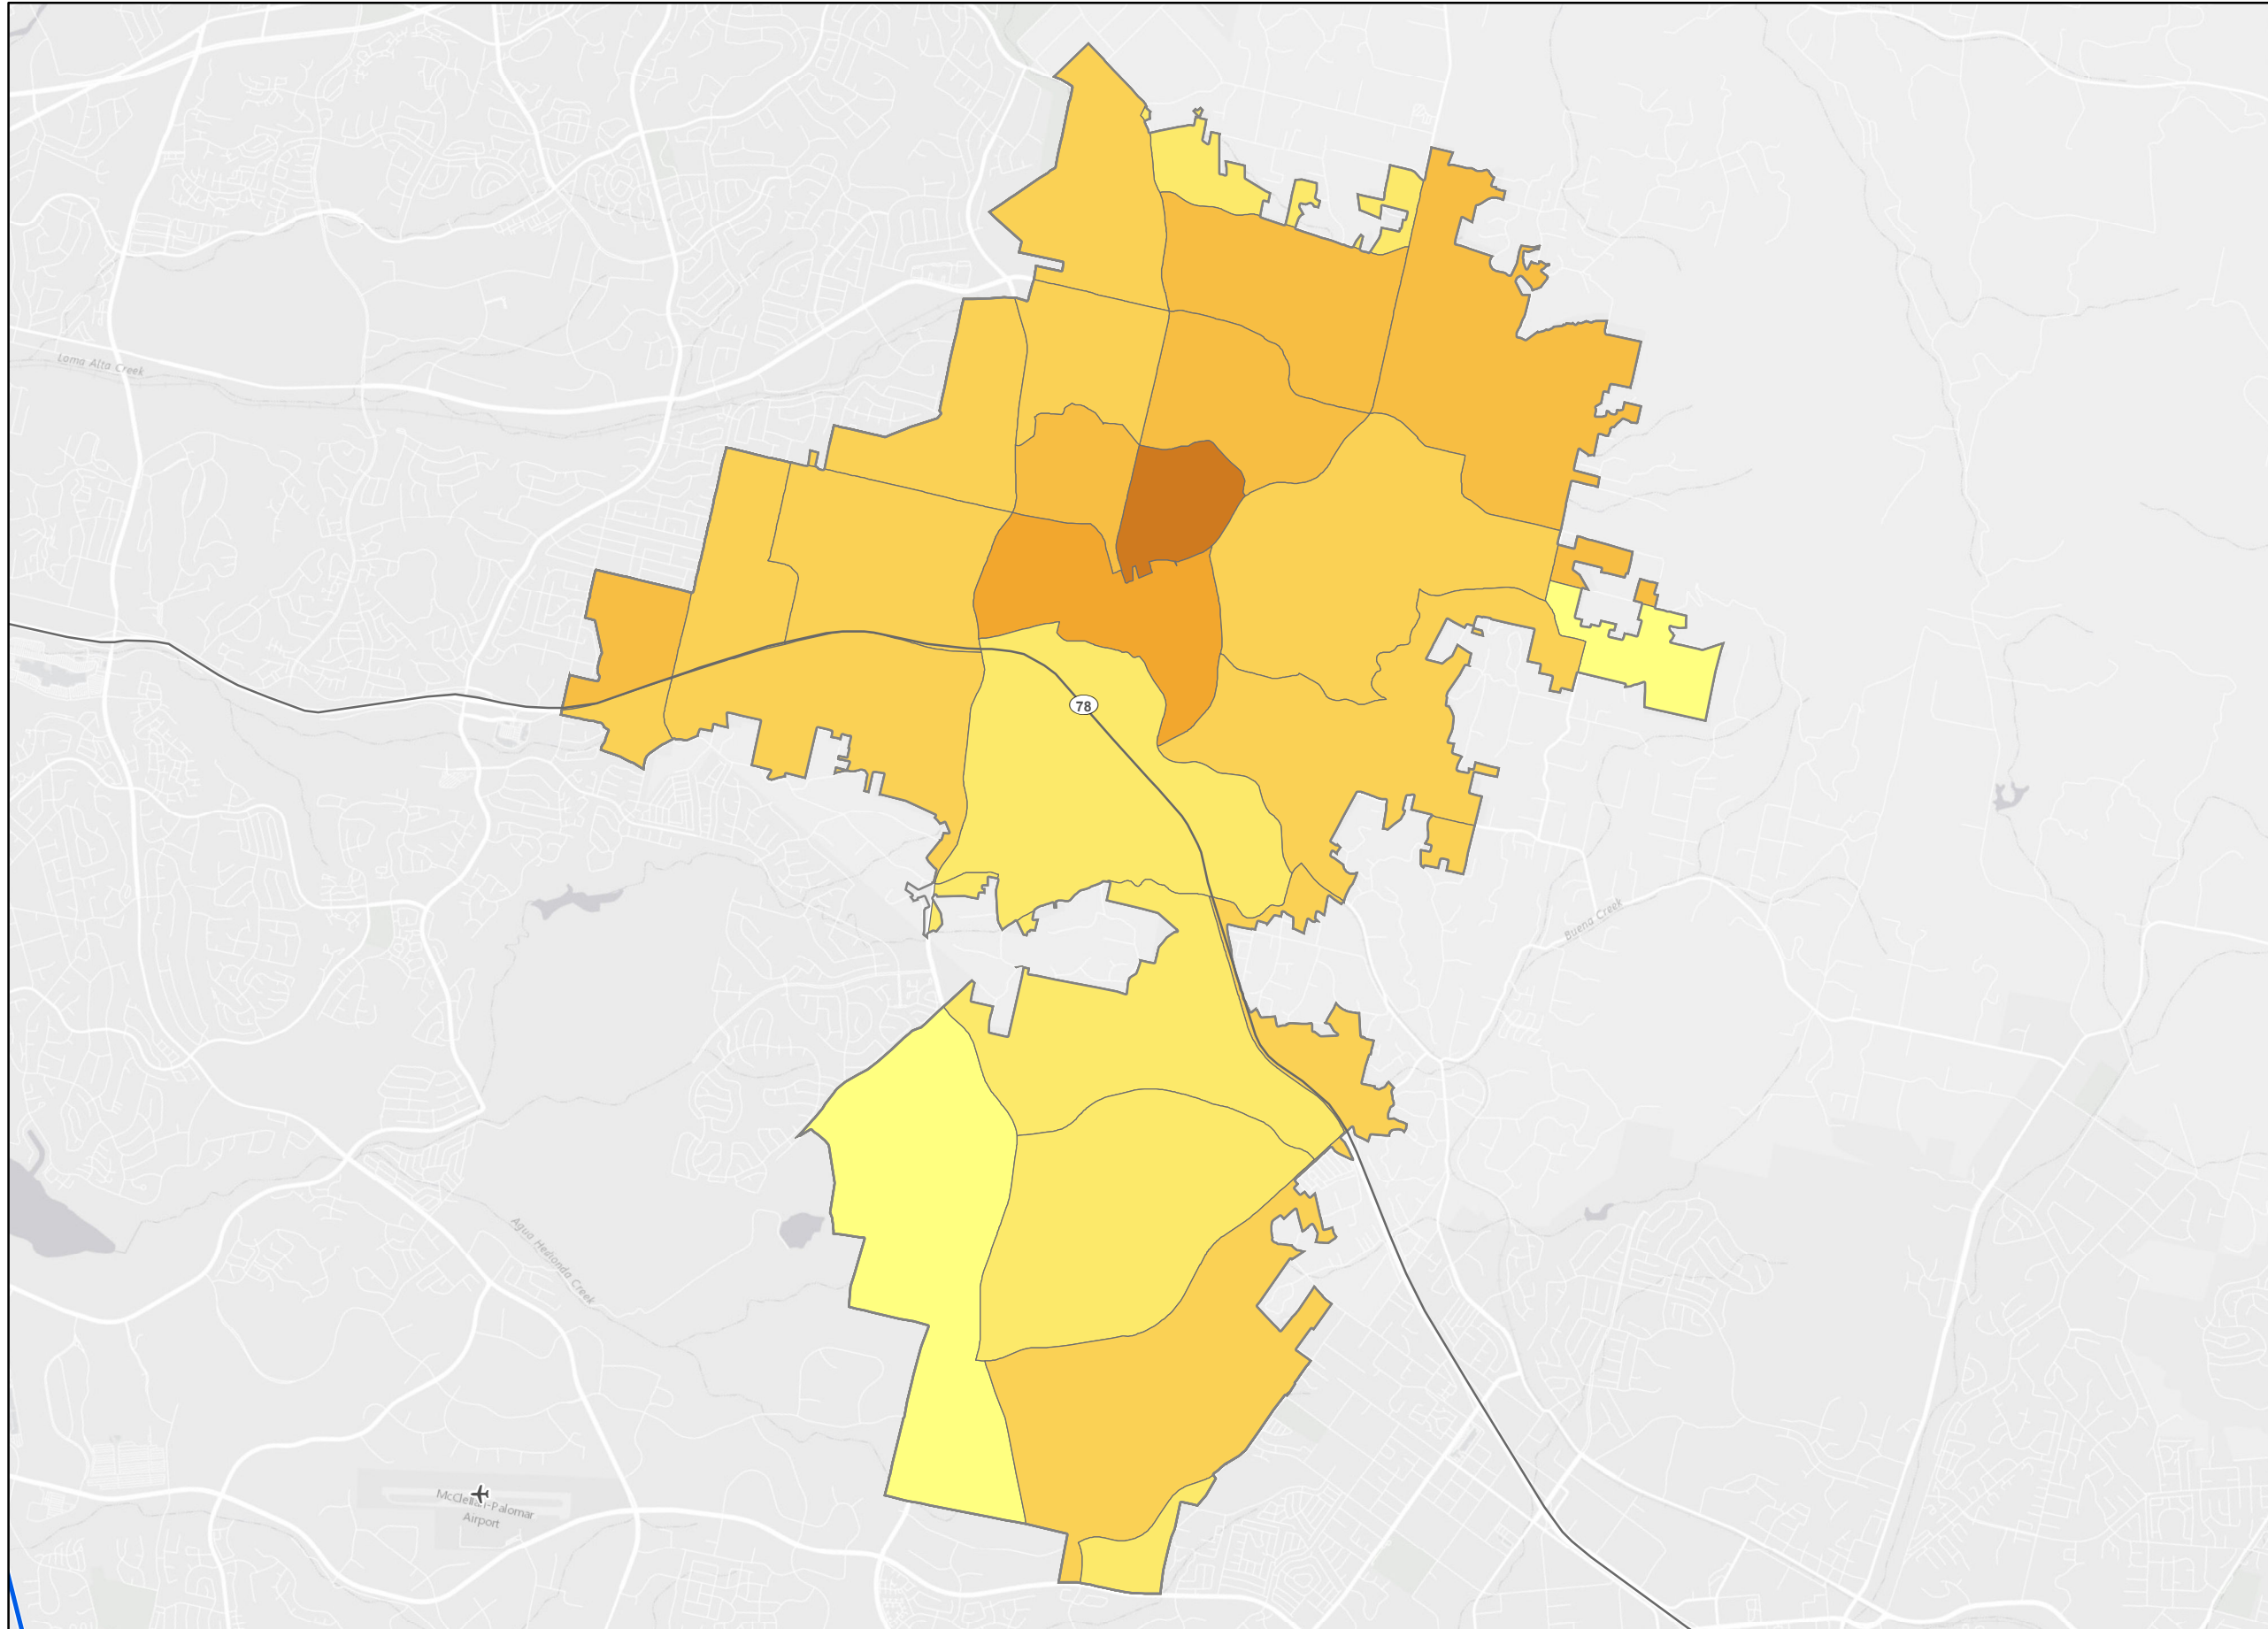 Loma Alta Creek
78
Buena Creek
Agua Hedionda Creek
McClellan-Palomar
Airport